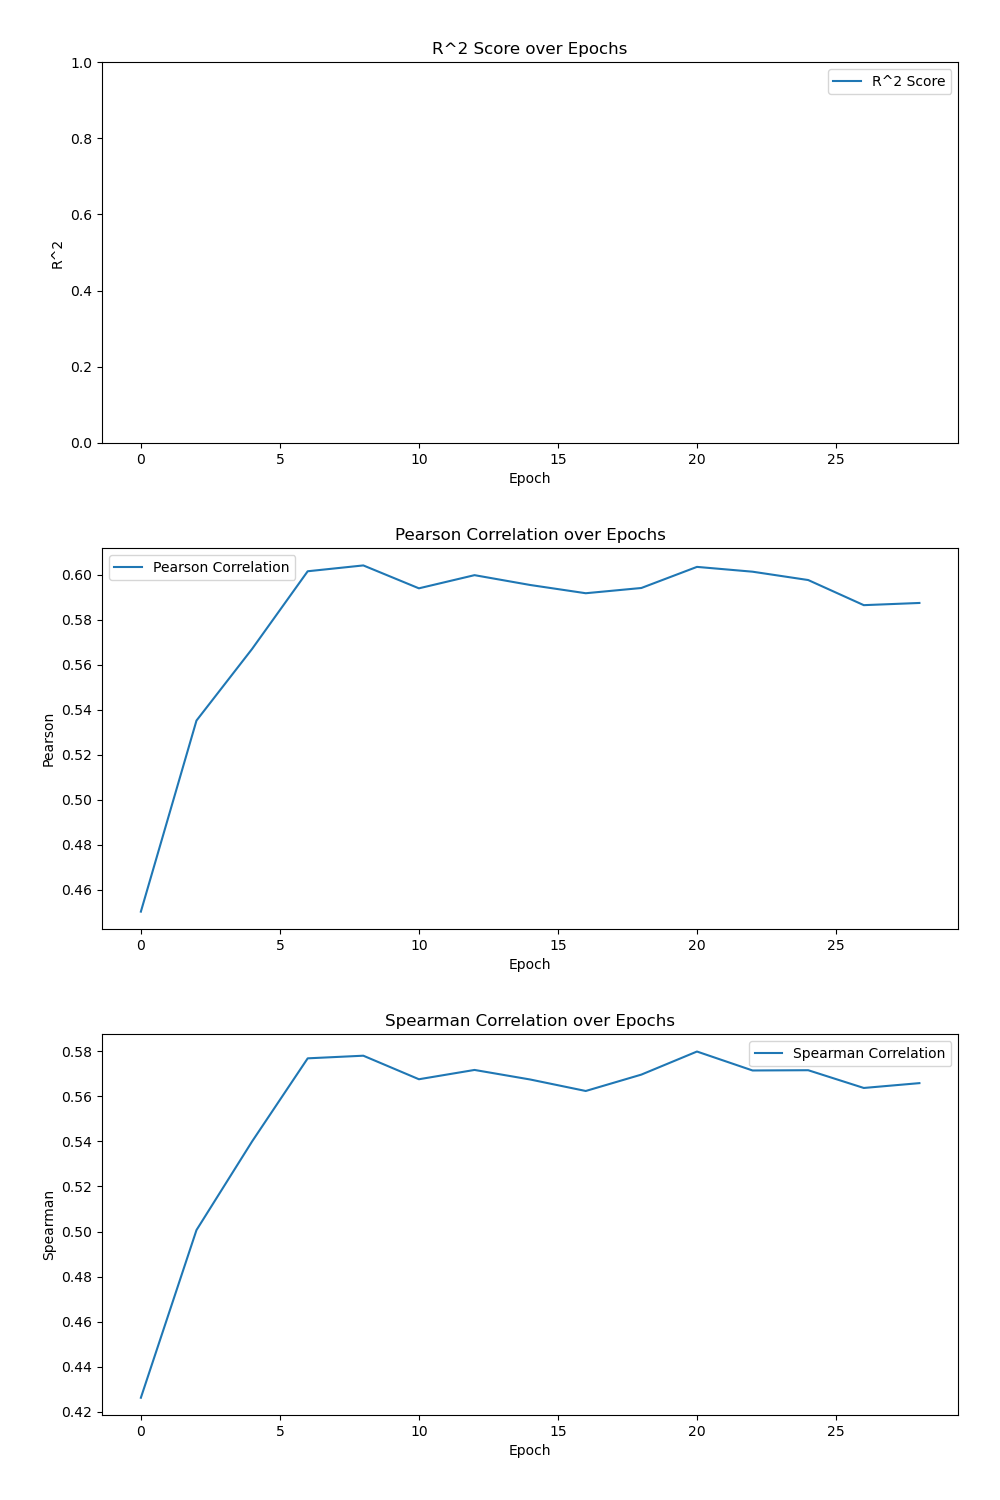 R^2 Score over Epochs
1.0
R^2 Score
0.8
0.6
R^2
0.4
0.2
0.0
0 5 10 15 20 25
Epoch
Pearson Correlation over Epochs
Pearson Correlation
0.60
0.58
0.56
0.54
Pearson
0.52
0.50
0.48
0.46
0 5 10 15 20 25
Epoch
Spearman Correlation over Epochs
Spearman Correlation
0.58
0.56
0.54
0.52
Spearman
0.50
0.48
0.46
0.44
0.42
0 5 10 15 20 25
Epoch